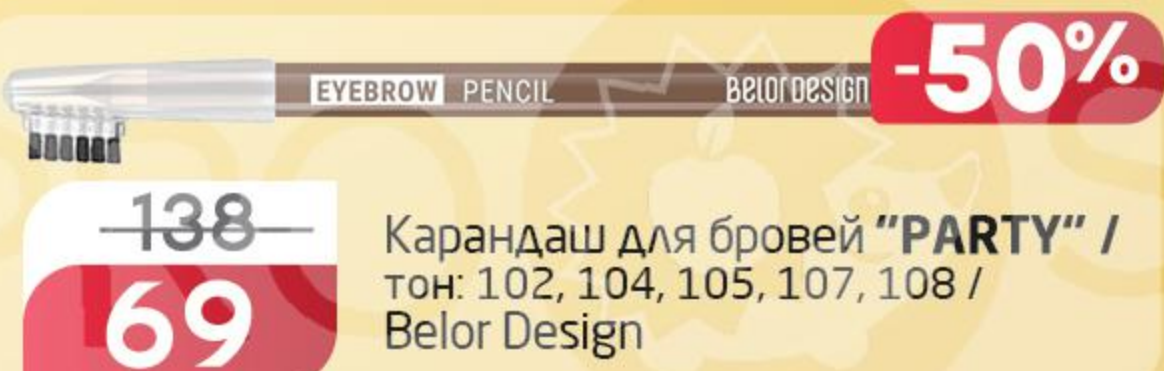 EYEBROW PENCIL BelorDesign
-50%
138
69
Карандаш для бровей "PARTY" /
тон: 102, 104, 105, 107, 108 /
Belor Design